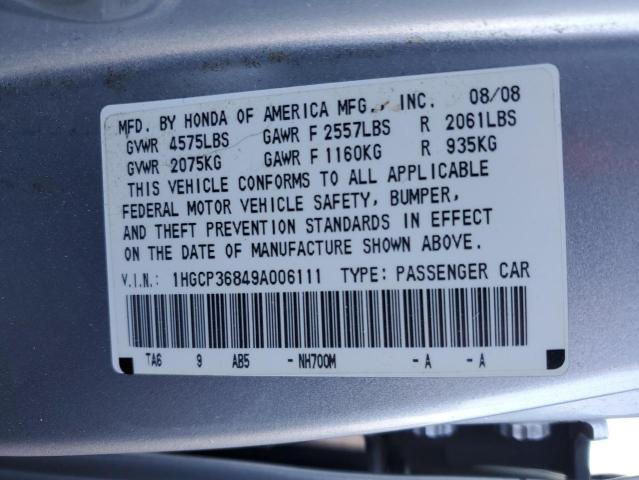 MFD. BY HONDA OF AMERICA MFG., INC. 08/08
GVWR 4575LBS GAWR F 2557LBS R 2061LBS
GVWR 2075KG GAWR F 1160KG R 935KG
THIS VEHICLE CONFORMS TO ALL APPLICABLE
FEDERAL MOTOR VEHICLE SAFETY, BUMPER,
AND THEFT PREVENTION STANDARDS IN EFFECT
ON THE DATE OF MANUFACTURE SHOWN ABOVE.
V.I.N.: 1HGCP36849A006111 TYPE: PASSENGER CAR
TA6 9 AB5 -NH700M -A -A